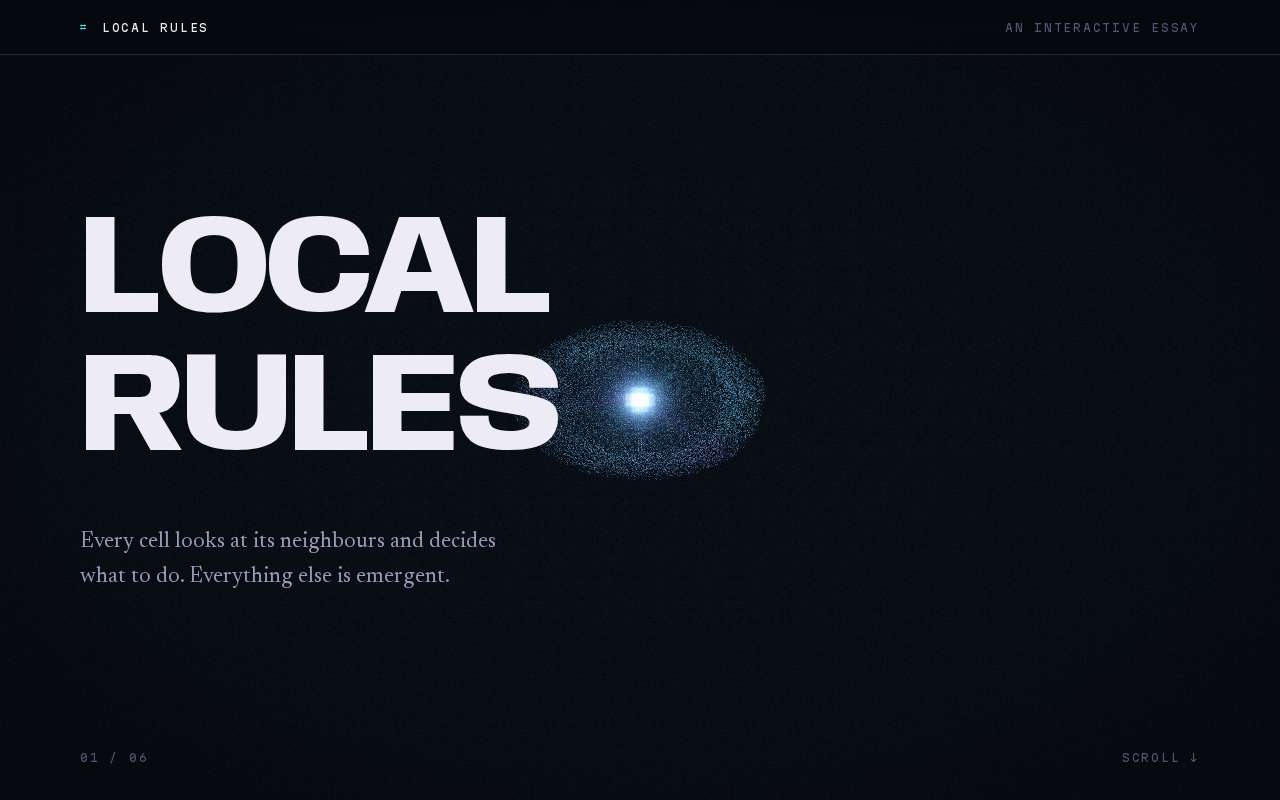 LOCAL RULES
AN INTERACTIVE ESSAY
LOCAL
RULES
Every cell looks at its neighbours and decides
what to do. Everything else is emergent.
01 / 06
SCROLL ↓